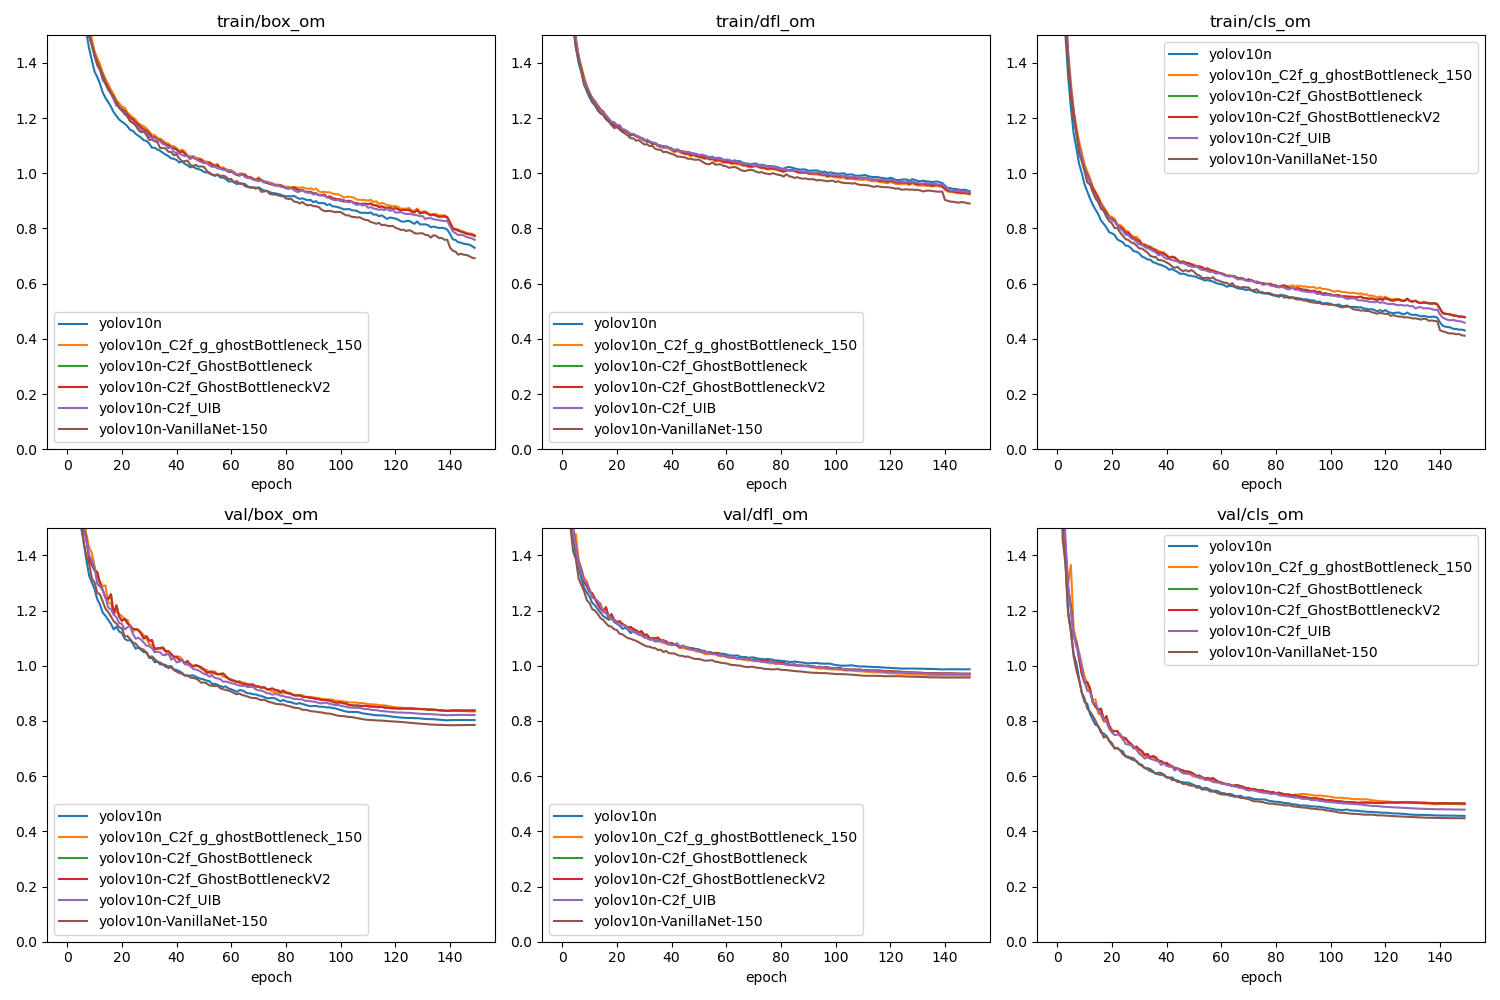 train/box_om
1.4
1.2
1.0
0.8
0.6
0.4
0.2
0.0
0 20 40 60 80 100 120 140
epoch
yolov10n
yolov10n_C2f_g_ghostBottleneck_150
yolov10n-C2f_GhostBottleneck
yolov10n-C2f_GhostBottleneckV2
yolov10n-C2f_UIB
yolov10n-VanillaNet-150
train/dfl_om
1.4
1.2
1.0
0.8
0.6
0.4
0.2
0.0
0 20 40 60 80 100 120 140
epoch
yolov10n
yolov10n_C2f_g_ghostBottleneck_150
yolov10n-C2f_GhostBottleneck
yolov10n-C2f_GhostBottleneckV2
yolov10n-C2f_UIB
yolov10n-VanillaNet-150
train/cls_om
yolov10n
yolov10n_C2f_g_ghostBottleneck_150
yolov10n-C2f_GhostBottleneck
yolov10n-C2f_GhostBottleneckV2
yolov10n-C2f_UIB
yolov10n-VanillaNet-150
1.4
1.2
1.0
0.8
0.6
0.4
0.2
0.0
0 20 40 60 80 100 120 140
epoch
val/box_om
1.4
1.2
1.0
0.8
0.6
0.4
0.2
0.0
0 20 40 60 80 100 120 140
epoch
yolov10n
yolov10n_C2f_g_ghostBottleneck_150
yolov10n-C2f_GhostBottleneck
yolov10n-C2f_GhostBottleneckV2
yolov10n-C2f_UIB
yolov10n-VanillaNet-150
val/dfl_om
1.4
1.2
1.0
0.8
0.6
0.4
0.2
0.0
0 20 40 60 80 100 120 140
epoch
yolov10n
yolov10n_C2f_g_ghostBottleneck_150
yolov10n-C2f_GhostBottleneck
yolov10n-C2f_GhostBottleneckV2
yolov10n-C2f_UIB
yolov10n-VanillaNet-150
val/cls_om
yolov10n
yolov10n_C2f_g_ghostBottleneck_150
yolov10n-C2f_GhostBottleneck
yolov10n-C2f_GhostBottleneckV2
yolov10n-C2f_UIB
yolov10n-VanillaNet-150
1.4
1.2
1.0
0.8
0.6
0.4
0.2
0.0
0 20 40 60 80 100 120 140
epoch